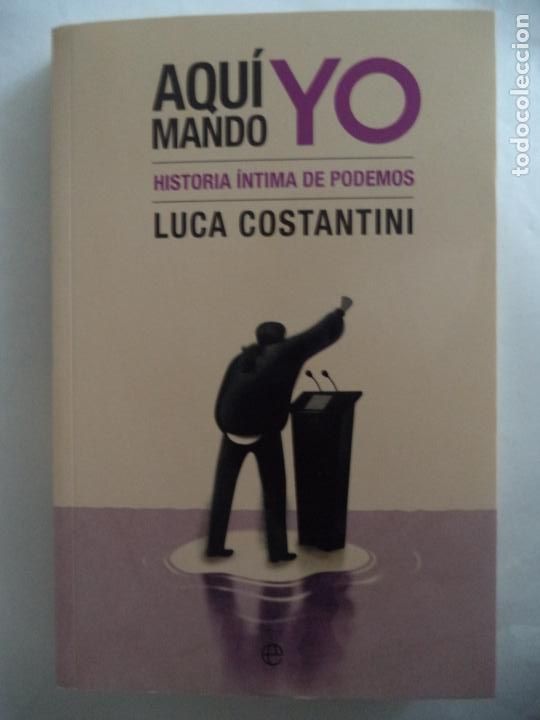 AQUÍ
MANDO YO
HISTORIA ÍNTIMA DE PODEMOS
LUCA COSTANTINI
e
todocoleccion